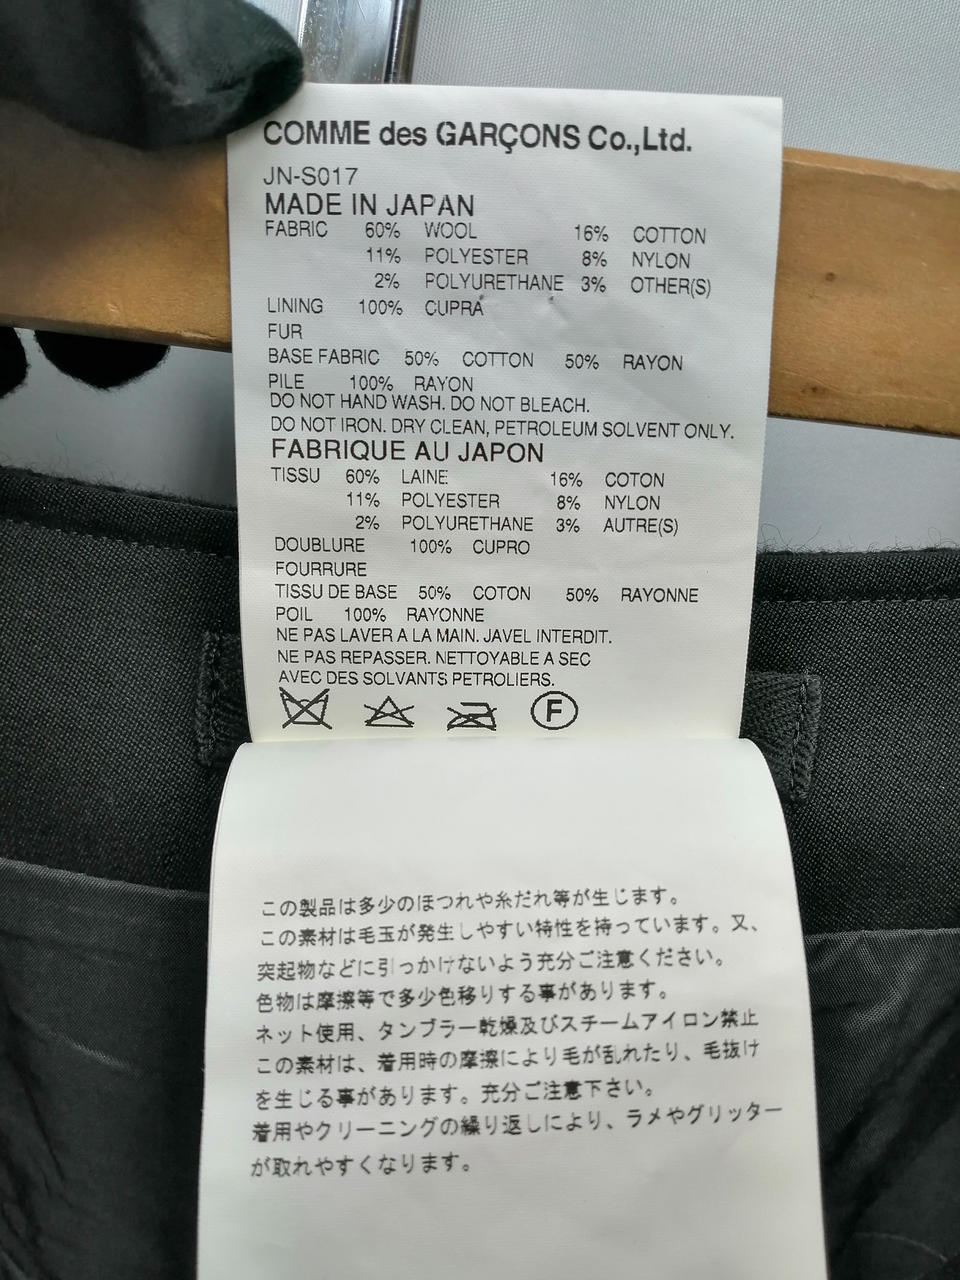 COMME des GARÇONS Co.,Ltd.
JN-S017
MADE IN JAPAN
FABRIC 60% WOOL 16% COTTON
11% POLYESTER 8% NYLON
2% POLYURETHANE 3% OTHER(S)
LINING 100% CUPRA
FUR
BASE FABRIC 50% COTTON 50% RAYON
PILE 100% RAYON
DO NOT HAND WASH. DO NOT BLEACH.
DO NOT IRON. DRY CLEAN, PETROLEUM SOLVENT ONLY.
FABRIQUE AU JAPON
TISSU 60% LAINE 16% COTON
11% POLYESTER 8% NYLON
2% POLYURETHANE 3% AUTRE(S)
DOUBLURE 100% CUPRO
FOURRURE
TISSU DE BASE 50% COTON 50% RAYONNE
POIL 100% RAYONNE
NE PAS LAVER A LA MAIN. JAVEL INTERDIT.
NE PAS REPASSER. NETTOYABLE A SEC
AVEC DES SOLVANTS PETROLIERS.
F
この製品は多少のほつれや糸だれ等が生じます。
この素材は毛玉が発生しやすい特性を持っています。又、
突起物などに引っかけないよう充分ご注意ください。
色物は摩擦等で多少色移りする事があります。
ネット使用、タンブラー乾燥及びスチームアイロン禁止
この素材は、着用時の摩擦により毛が乱れたり、毛抜け
を生じる事があります。充分ご注意下さい。
着用やクリーニングの繰り返しにより、ラメやグリッター
が取れやすくなります。